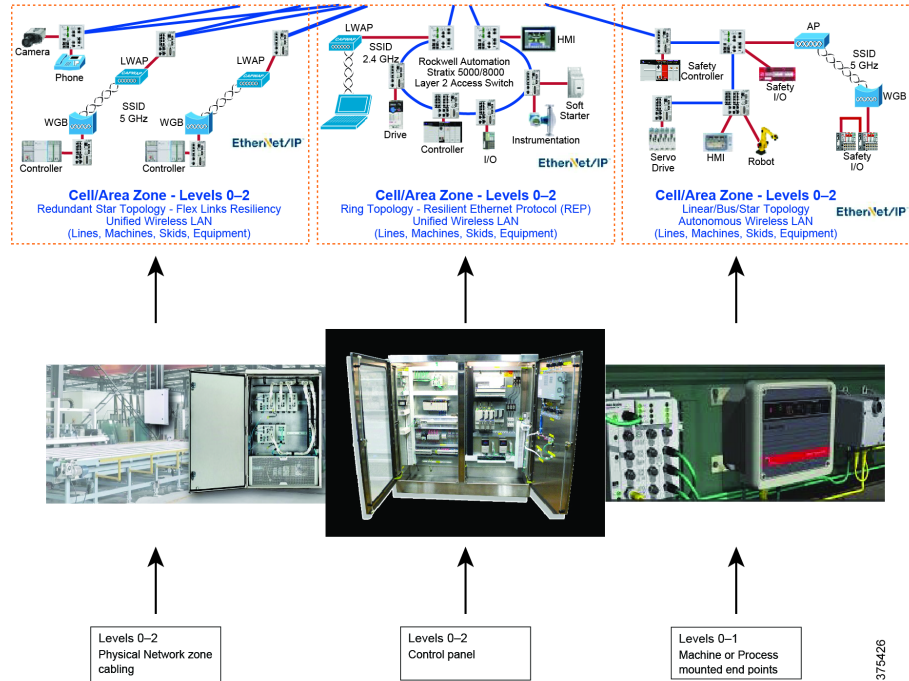 Camera
Phone
LWAP
CAPWAP
LWAP
CAPWAP
SSID
5 GHz
WGB
WGB
Controller
Controller
EtherNet/IP
Cell/Area Zone - Levels 0–2
Redundant Star Topology - Flex Links Resiliency
Unified Wireless LAN
(Lines, Machines, Skids, Equipment)
LWAP
CAPWAP
SSID
2.4 GHz
HMI
Rockwell Automation
Stratix 5000/8000
Layer 2 Access Switch
Soft
Starter
Drive
Controller
I/O
Instrumentation
EtherNet/IP
Cell/Area Zone - Levels 0–2
Ring Topology - Resilient Ethernet Protocol (REP)
Unified Wireless LAN
(Lines, Machines, Skids, Equipment)
AP
SSID
5 GHz
Safety
Controller
Safety
I/O
WGB
Servo
Drive
HMI
Robot
Safety
I/O
Cell/Area Zone - Levels 0–2
Linear/Bus/Star Topology
Autonomous Wireless LAN
(Lines, Machines, Skids, Equipment)
EtherNet/IP
Levels 0–2
Physical Network zone
cabling
Levels 0–2
Control panel
Levels 0–1
Machine or Process
mounted end points
375426